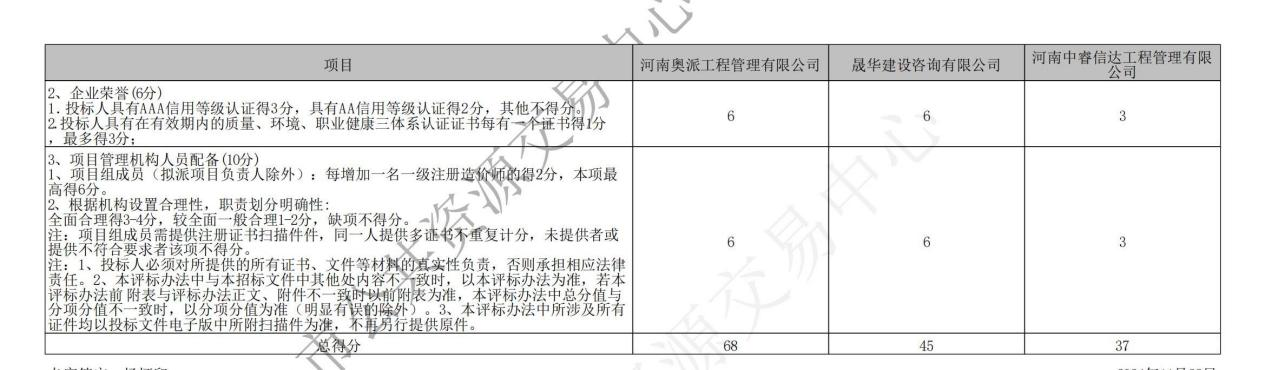 项目 河南奥派工程管理有限公司 晟华建设咨询有限公司 河南中睿信达工程管理有限
公司
2、企业荣誉(6分)
1.投标人具有AAA信用等级认证得3分，具有AA信用等级认证得2分，其他不得分。
2.投标人具有在有效期内的质量、环境、职业健康三体系认证证书每有一个证书得1分
，最多得3分；
6 6 3
3、项目管理机构人员配备(10分)
1、项目组成员（拟派项目负责人除外）：每增加一名一级注册造价师的得2分，本项最
高得6分。
2、根据机构设置合理性，职责划分明确性:
全面合理得3-4分，较全面一般合理1-2分，缺项不得分。
注：项目组成员需提供注册证书扫描件件，同一人提供多证书不重复计分，未提供者或
提供不符合要求者该项不得分。
注：1、投标人必须对所提供的所有证书、文件等材料的真实性负责，否则承担相应法律
责任。2、本评标办法中与本招标文件中其他处内容不一致时，以本评标办法为准，若本
评标办法前 附表与评标办法正文、附件不一致时以前附表为准，本评标办法中总分值与
分项分值不一致时，以分项分值为准（明显有误的除外）。3、本评标办法中所涉及所有
证件均以投标文件电子版中所附扫描件为准，不再另行提供原件。
6 6 3
总得分 68 45 37
市公共资源交易中心
资源交易中心